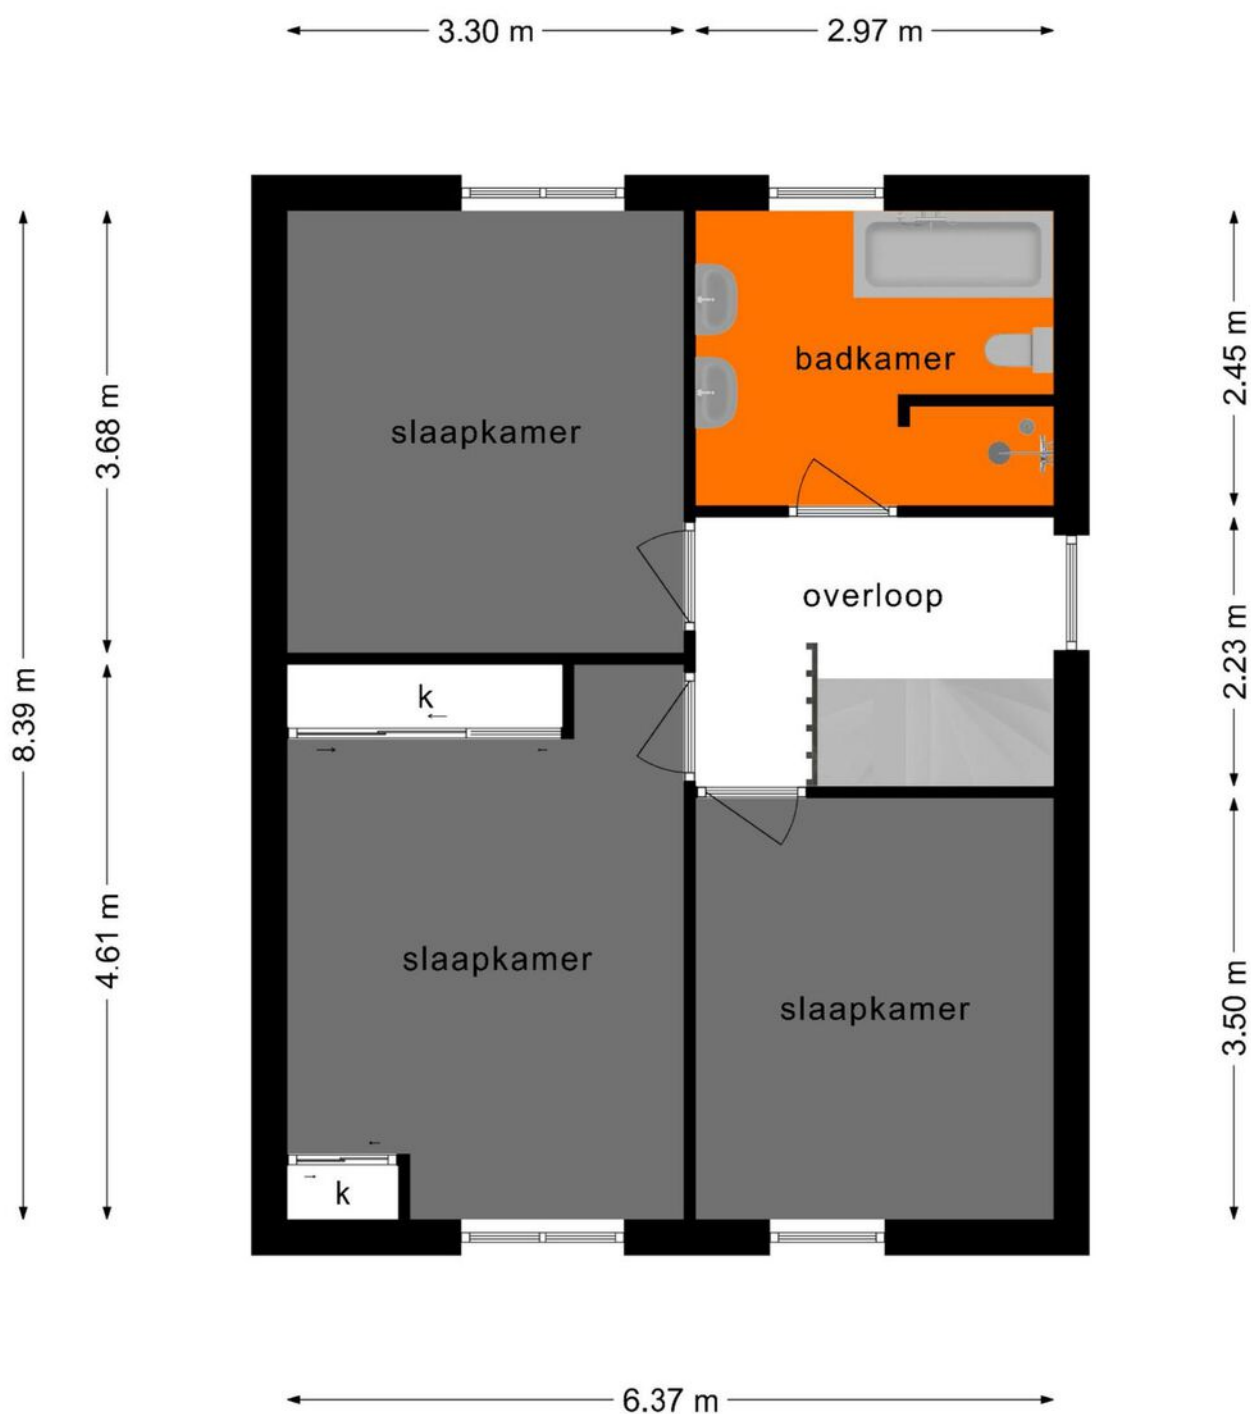 3.30 m
2.97 m
badkamer
2.45 m
slaapkamer
3.68 m
overloop
2.23 m
k
8.39 m
4.61 m
slaapkamer
slaapkamer
3.50 m
k
6.37 m